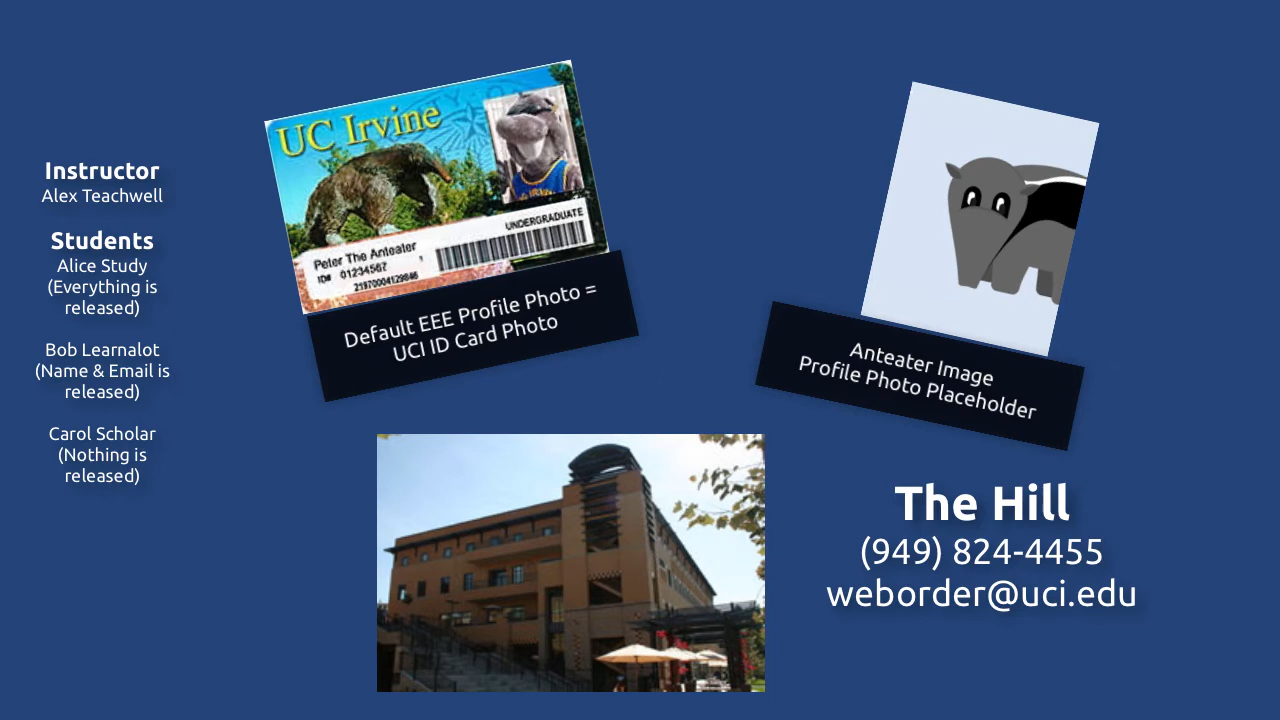 Instructor
Alex Teachwell
Students
Alice Study
(Everything is
released)
Bob Learnalot
(Name & Email is
released)
Carol Scholar
(Nothing is
released)
UC Irvine
UNDERGRADUATE
Peter The Anteater
ID# 01234567 1
21970004129846
Default EEE Profile Photo =
UCI ID Card Photo
Anteater Image
Profile Photo Placeholder
The Hill
(949) 824-4455
weborder@uci.edu